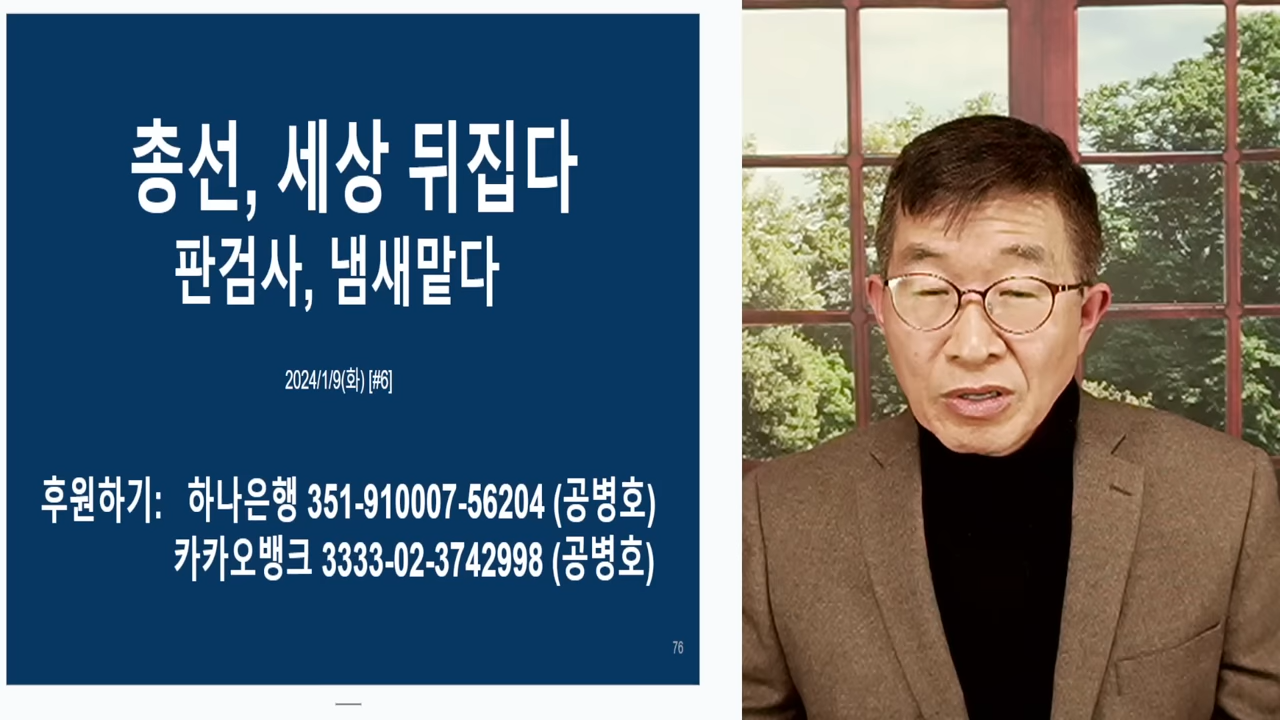 총선, 세상 뒤집다
판검사, 냄새맡다
2024/1/9(화) [#6]
후원하기: 하나은행 351-910007-56204 (공병호)
카카오뱅크 3333-02-3742998 (공병호)
76